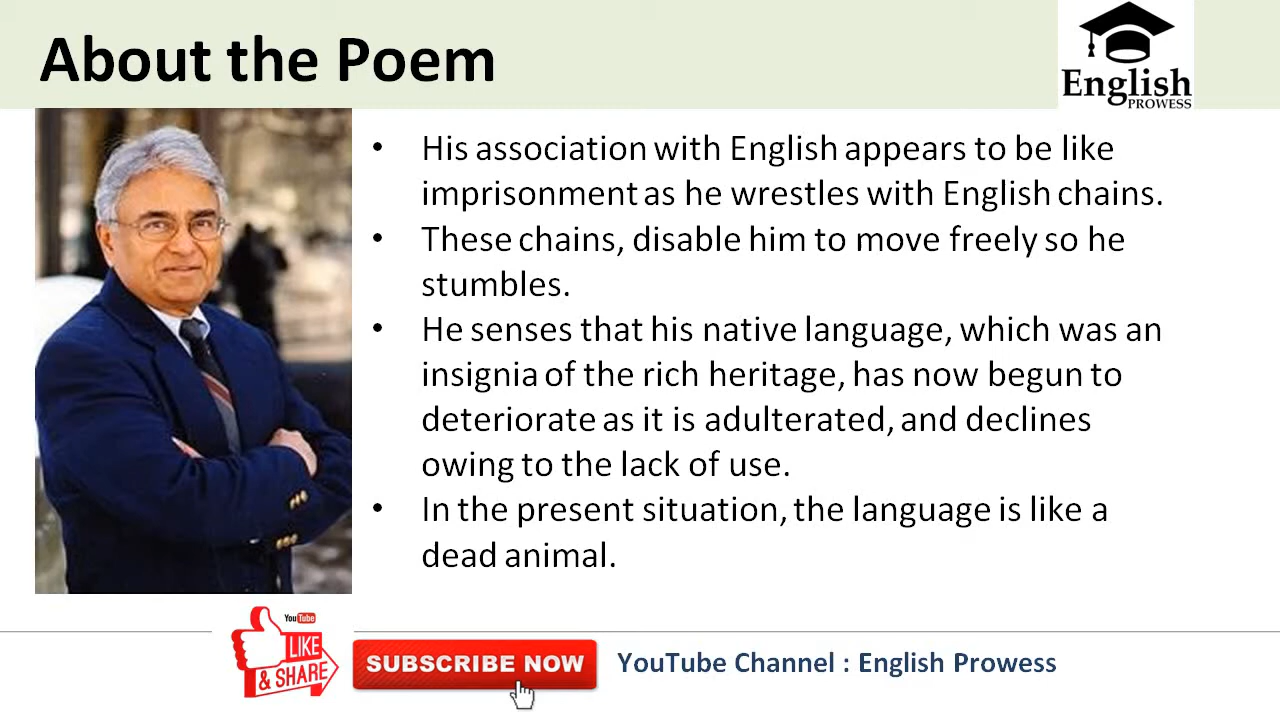 About the Poem
English
PROWESS
• His association with English appears to be like
imprisonment as he wrestles with English chains.
• These chains, disable him to move freely so he
stumbles.
• He senses that his native language, which was an
insignia of the rich heritage, has now begun to
deteriorate as it is adulterated, and declines
owing to the lack of use.
• In the present situation, the language is like a
dead animal.
YouTube
LIKE
& SHARE
SUBSCRIBE NOW
YouTube Channel : English Prowess